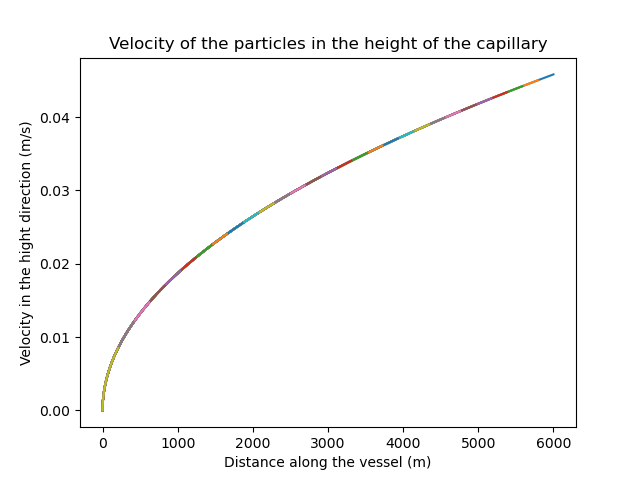 Velocity of the particles in the height of the capillary
Velocity in the hight direction (m/s)
0.04
0.03
0.02
0.01
0.00
0 1000 2000 3000 4000 5000 6000
Distance along the vessel (m)